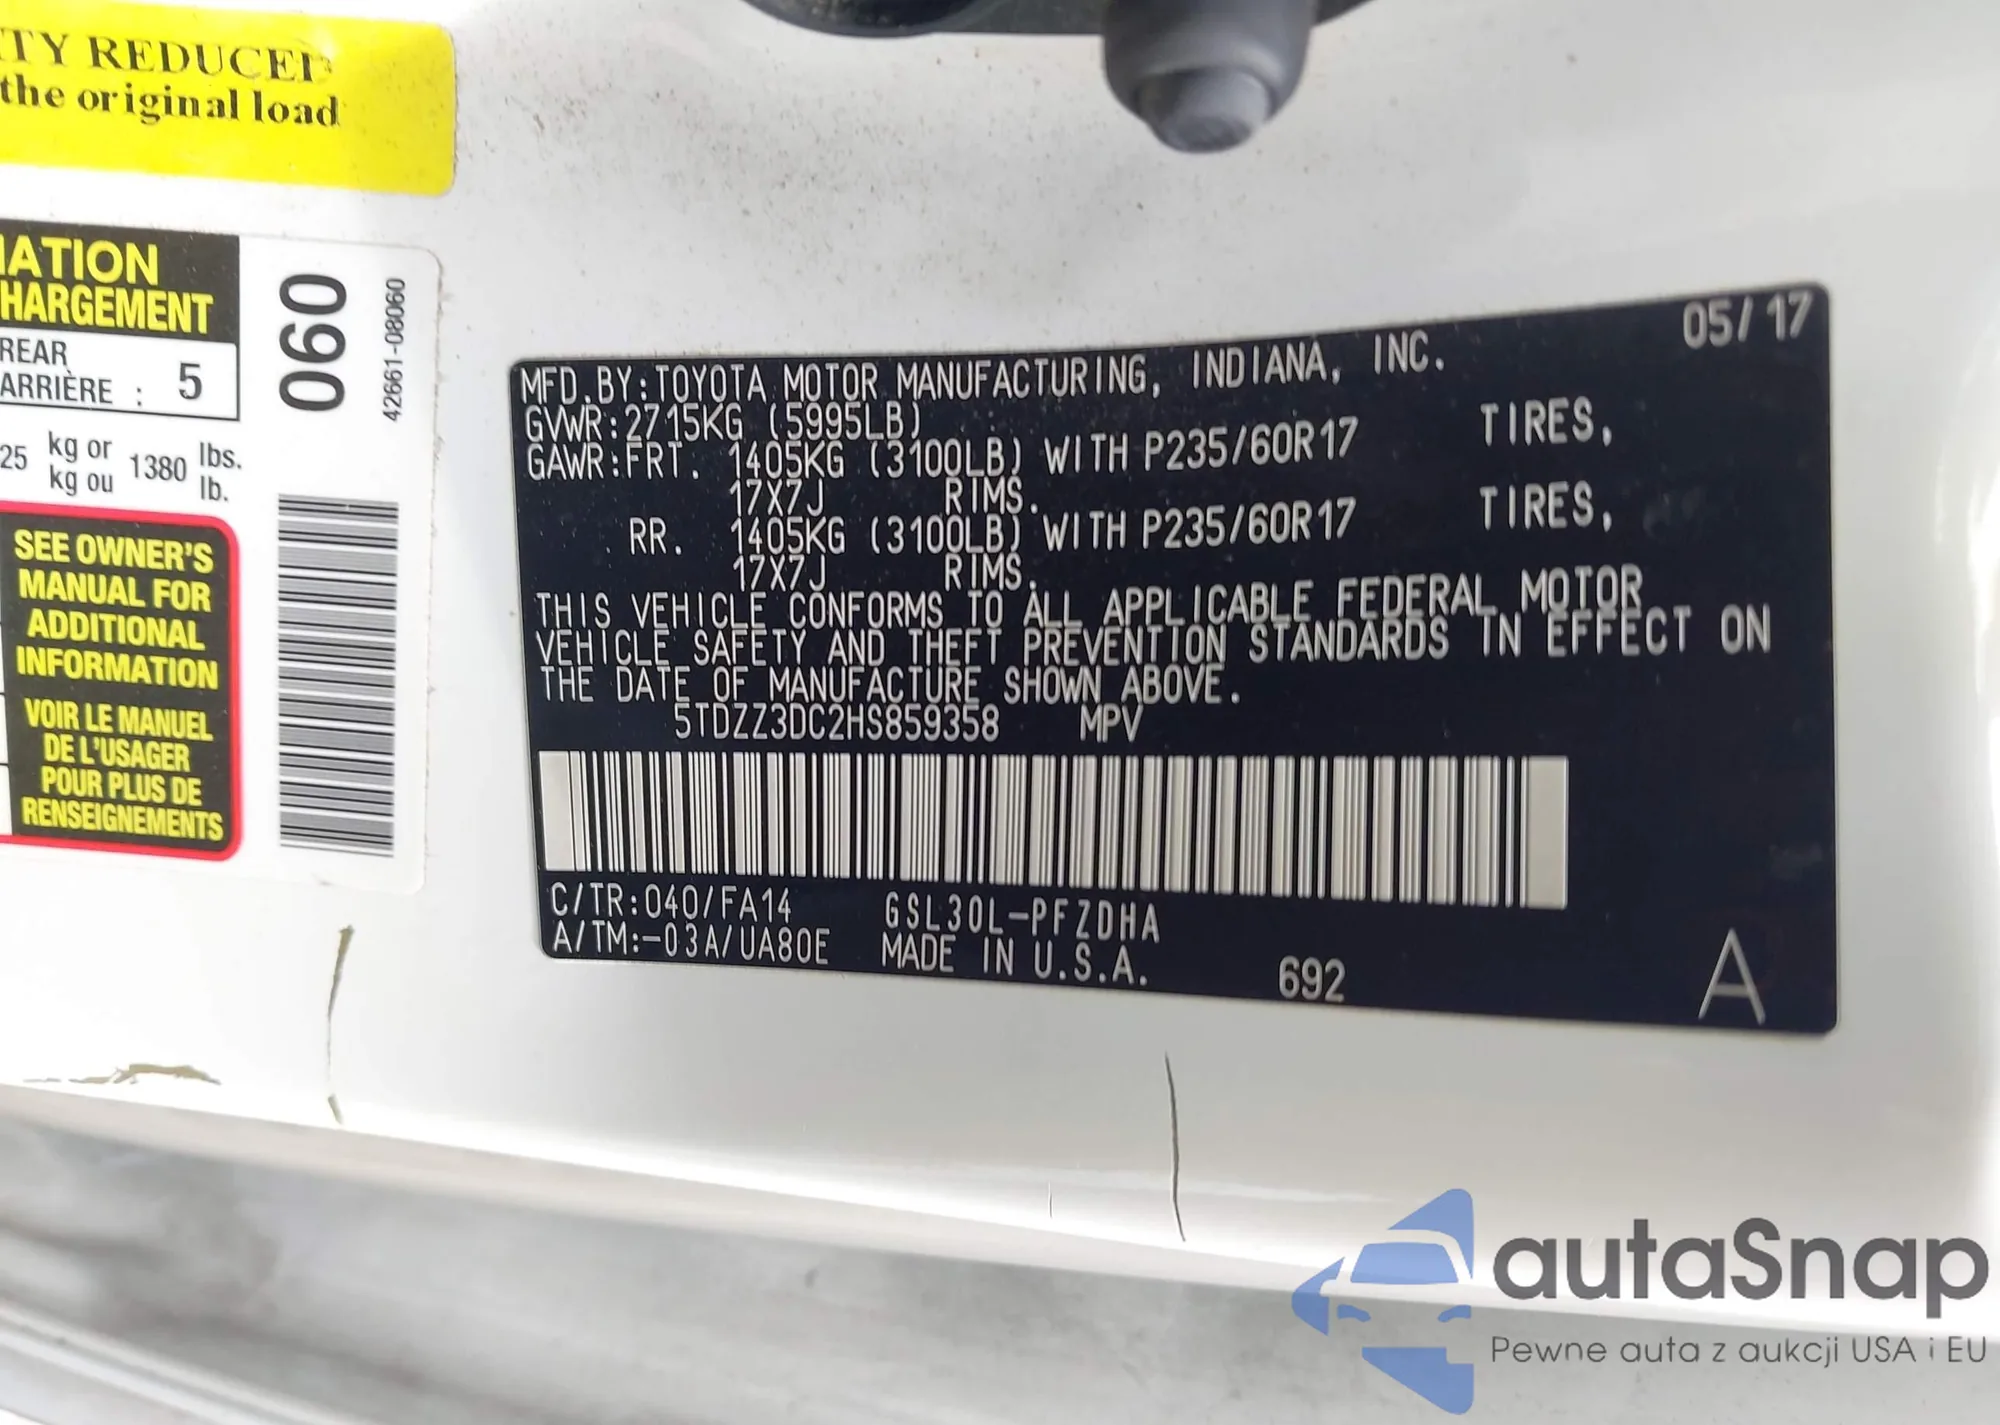 ITY REDUCED
the original load
IATION
HARGEMENT
REAR
ARRIÈRE : 5
25 kg or 1380 lbs.
kg ou lb.
SEE OWNER'S
MANUAL FOR
ADDITIONAL
INFORMATION
VOIR LE MANUEL
DE L'USAGER
POUR PLUS DE
RENSEIGNEMENTS
060
42661-08060
05/17
MFD.BY:TOYOTA MOTOR MANUFACTURING, INDIANA, INC.
GVWR:2715KG (5995LB)
GAWR:FRT. 1405KG (3100LB) WITH P235/60R17 TIRES,
17X7J RIMS.
RR. 1405KG (3100LB) WITH P235/60R17 TIRES,
17X7J RIMS.
THIS VEHICLE CONFORMS TO ALL APPLICABLE FEDERAL MOTOR
VEHICLE SAFETY AND THEFT PREVENTION STANDARDS IN EFFECT ON
THE DATE OF MANUFACTURE SHOWN ABOVE.
5TDZZ3DC2HS859358 MPV
C/TR:040/FA14 GSL30L-PFZDHA
A/TM:-03A/UA80E MADE IN U.S.A. 692 A
autaSnap
Pewne auta z aukcji USA i EU